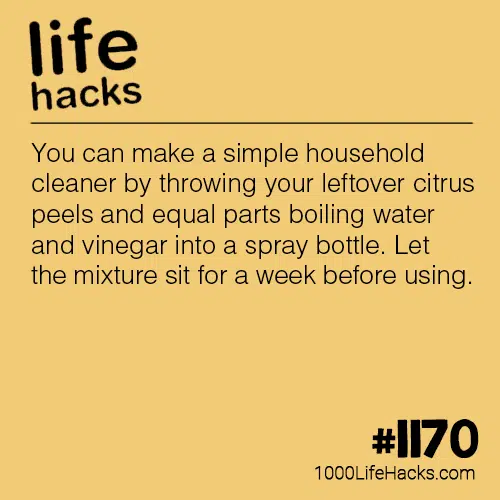 life
hacks
You can make a simple household
cleaner by throwing your leftover citrus
peels and equal parts boiling water
and vinegar into a spray bottle. Let
the mixture sit for a week before using.
#1170
1000LifeHacks.com